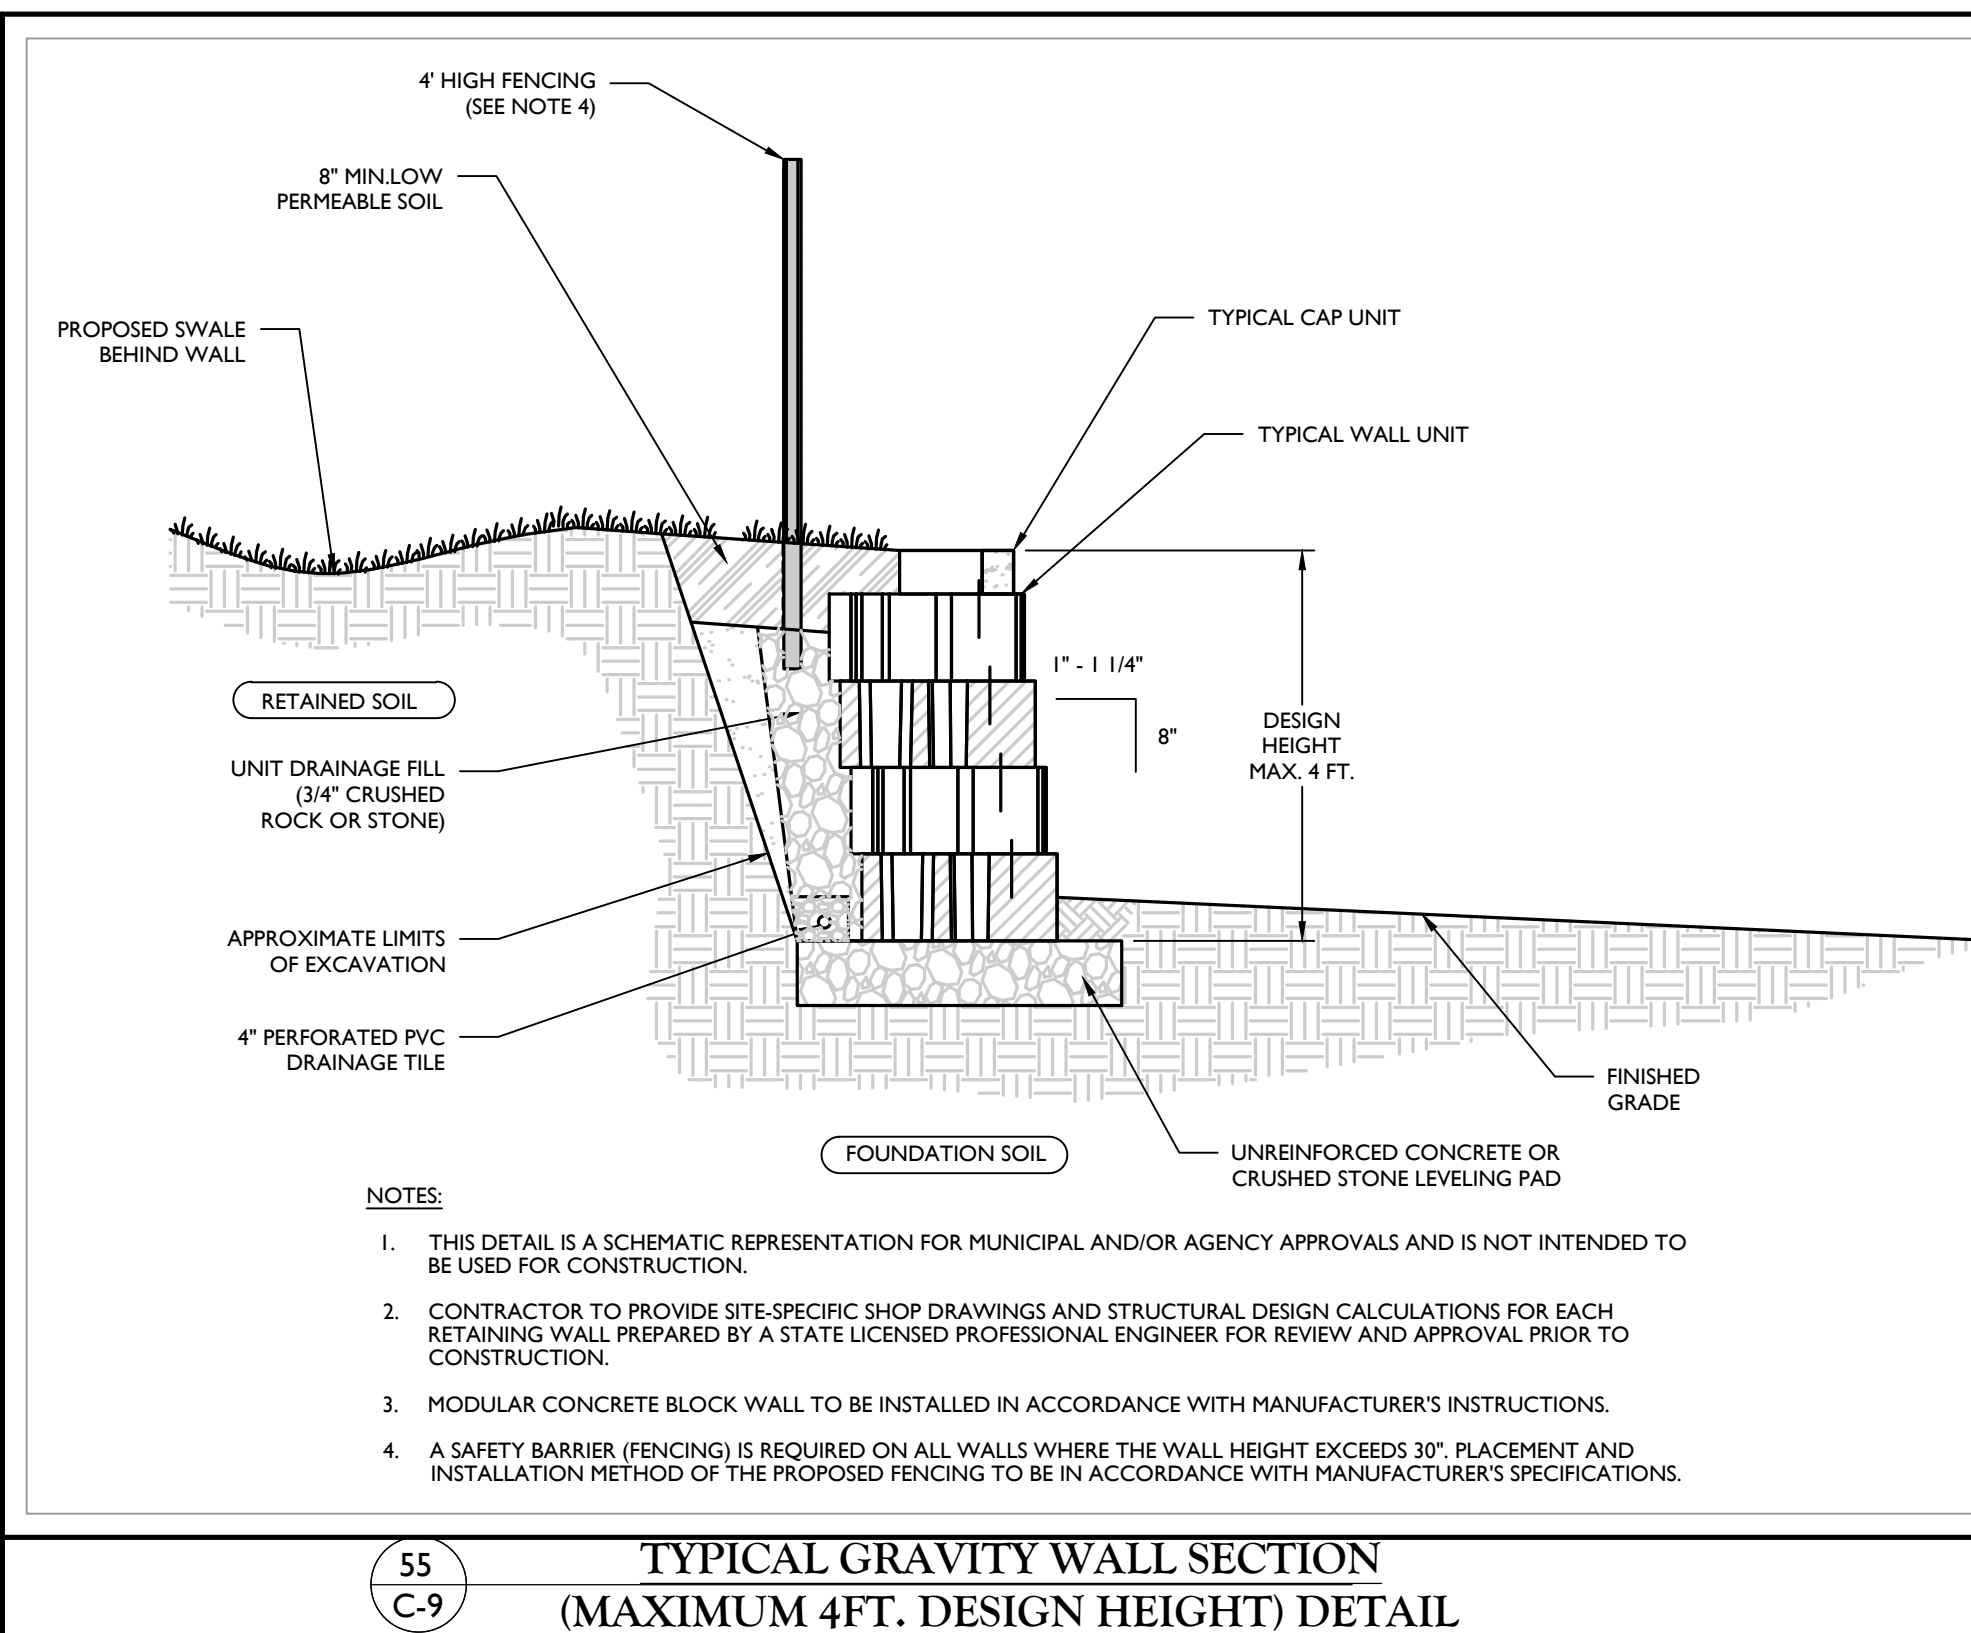 4' HIGH FENCING
(SEE NOTE 4)
8" MIN.LOW
PERMEABLE SOIL
PROPOSED SWALE
BEHIND WALL
TYPICAL CAP UNIT
TYPICAL WALL UNIT
1" - 1 1/4"
8"
DESIGN
HEIGHT
MAX. 4 FT.
RETAINED SOIL
UNIT DRAINAGE FILL
(3/4" CRUSHED
ROCK OR STONE)
APPROXIMATE LIMITS
OF EXCAVATION
4" PERFORATED PVC
DRAINAGE TILE
FINISHED
GRADE
FOUNDATION SOIL
UNREINFORCED CONCRETE OR
CRUSHED STONE LEVELING PAD
NOTES:
1. THIS DETAIL IS A SCHEMATIC REPRESENTATION FOR MUNICIPAL AND/OR AGENCY APPROVALS AND IS NOT INTENDED TO
BE USED FOR CONSTRUCTION.
2. CONTRACTOR TO PROVIDE SITE-SPECIFIC SHOP DRAWINGS AND STRUCTURAL DESIGN CALCULATIONS FOR EACH
RETAINING WALL PREPARED BY A STATE LICENSED PROFESSIONAL ENGINEER FOR REVIEW AND APPROVAL PRIOR TO
CONSTRUCTION.
3. MODULAR CONCRETE BLOCK WALL TO BE INSTALLED IN ACCORDANCE WITH MANUFACTURER'S INSTRUCTIONS.
4. A SAFETY BARRIER (FENCING) IS REQUIRED ON ALL WALLS WHERE THE WALL HEIGHT EXCEEDS 30". PLACEMENT AND
INSTALLATION METHOD OF THE PROPOSED FENCING TO BE IN ACCORDANCE WITH MANUFACTURER'S SPECIFICATIONS.
55
C-9
TYPICAL GRAVITY WALL SECTION
(MAXIMUM 4FT. DESIGN HEIGHT) DETAIL